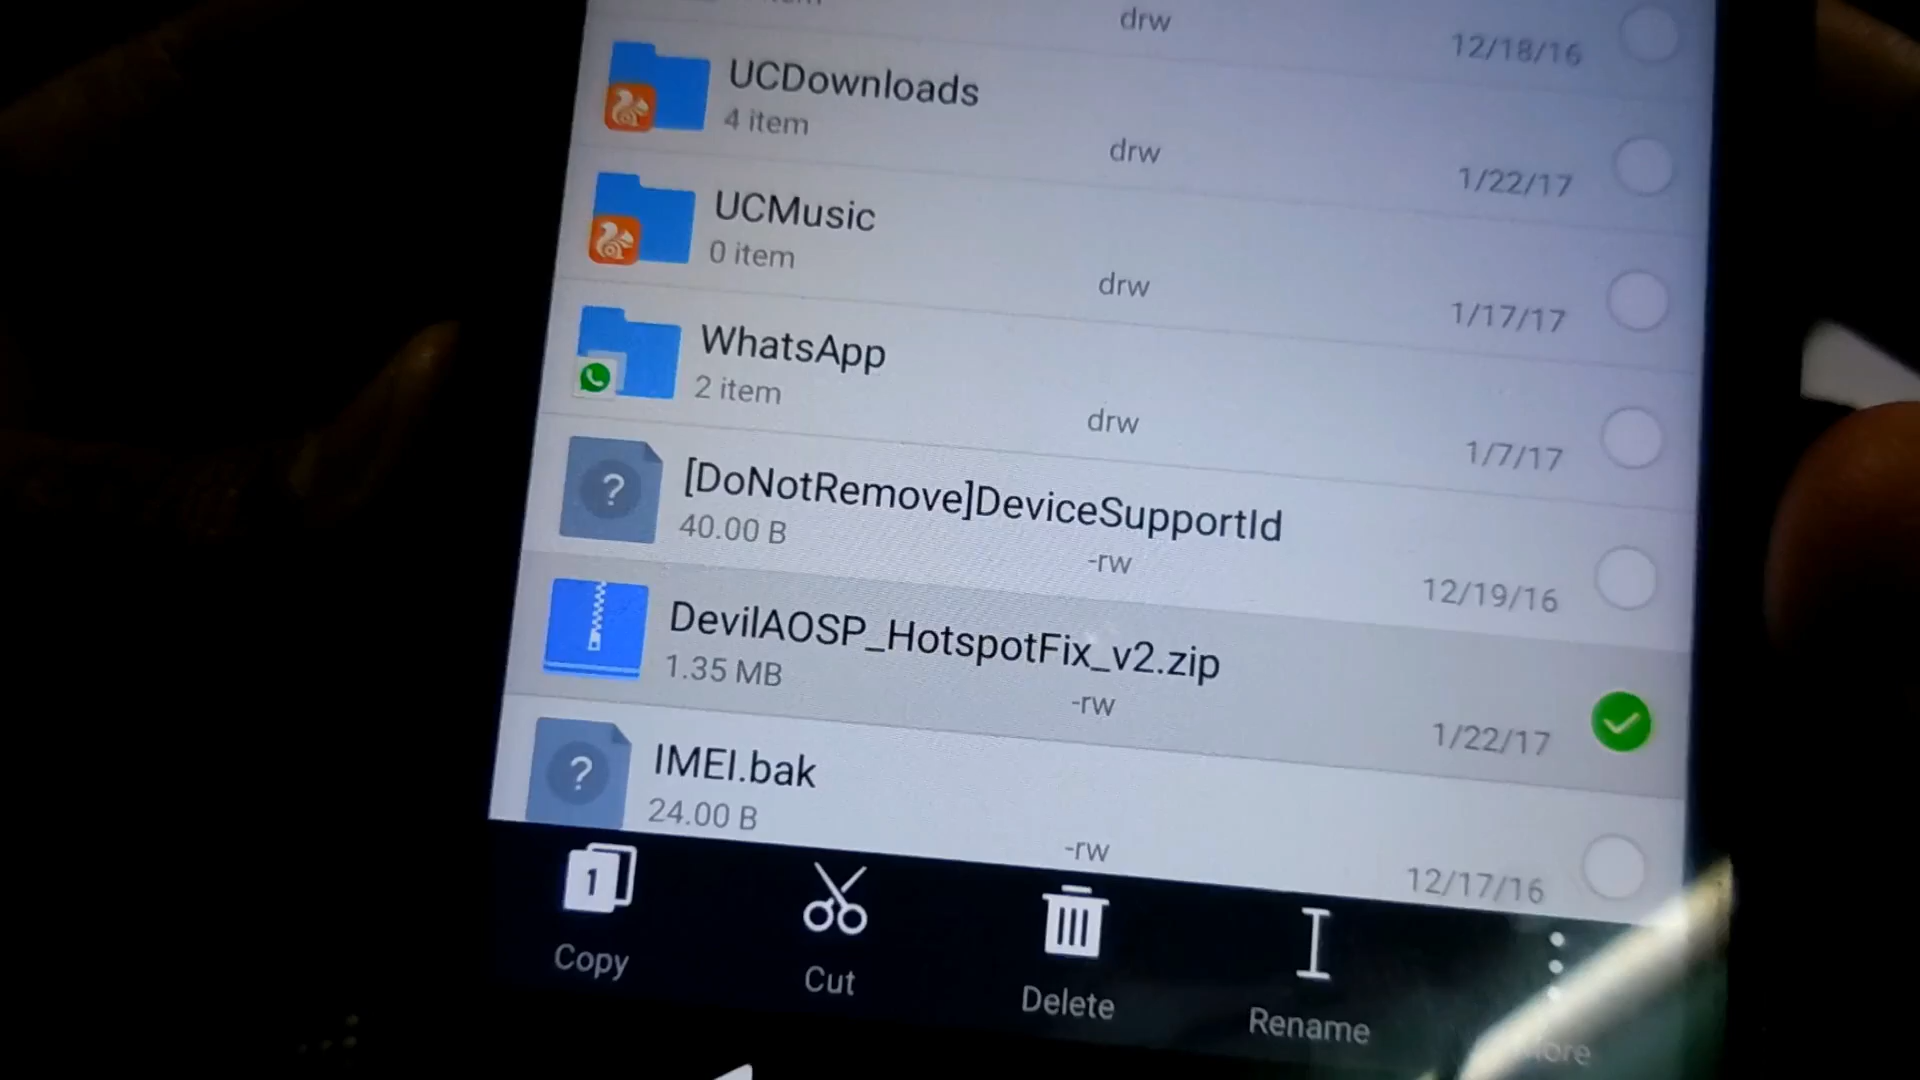 drw
12/18/16
UCDownloads
4 item
drw
1/22/17
UCMusic
0 item
drw
1/17/17
WhatsApp
2 item
drw
1/7/17
[DoNotRemove]DeviceSupportId
40.00 B
-rw
12/19/16
DevilAOSP_HotspotFix_v2.zip
1.35 MB
-rw
1/22/17
IMEI.bak
24.00 B
-rw
12/17/16
1
Copy
Cut
Delete
Rename
More